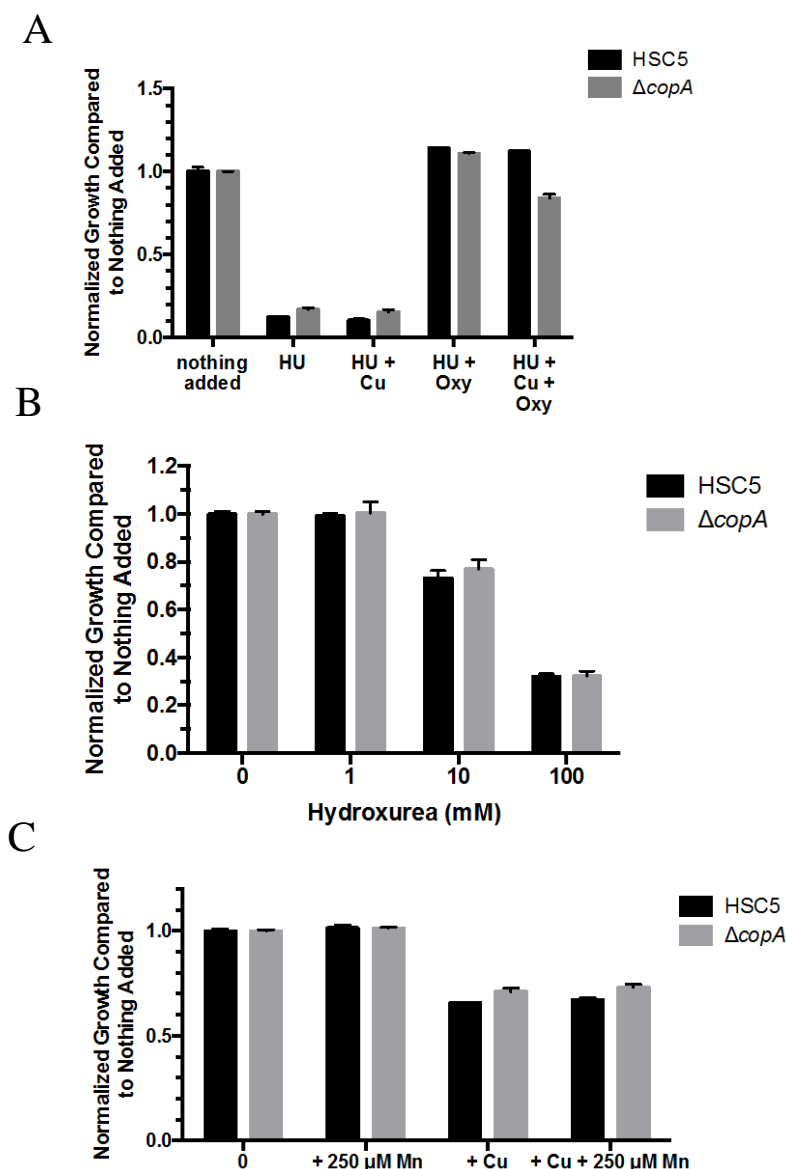 A
HSC5
ΔcopA
Normalized Growth Compared
to Nothing Added
1.5
1.0
0.5
0.0
nothing
added
HU
HU +
Cu
HU +
Oxy
HU +
Cu +
Oxy
B
HSC5
ΔcopA
Normalized Growth Compared
to Nothing Added
1.2
1.0
0.8
0.6
0.4
0.2
0.0
0
1
10
100
Hydroxurea (mM)
C
HSC5
ΔcopA
Normalized Growth Compared
to Nothing Added
1.0
0.5
0.0
0
+ 250 µM Mn
+ Cu
+ Cu + 250 µM Mn